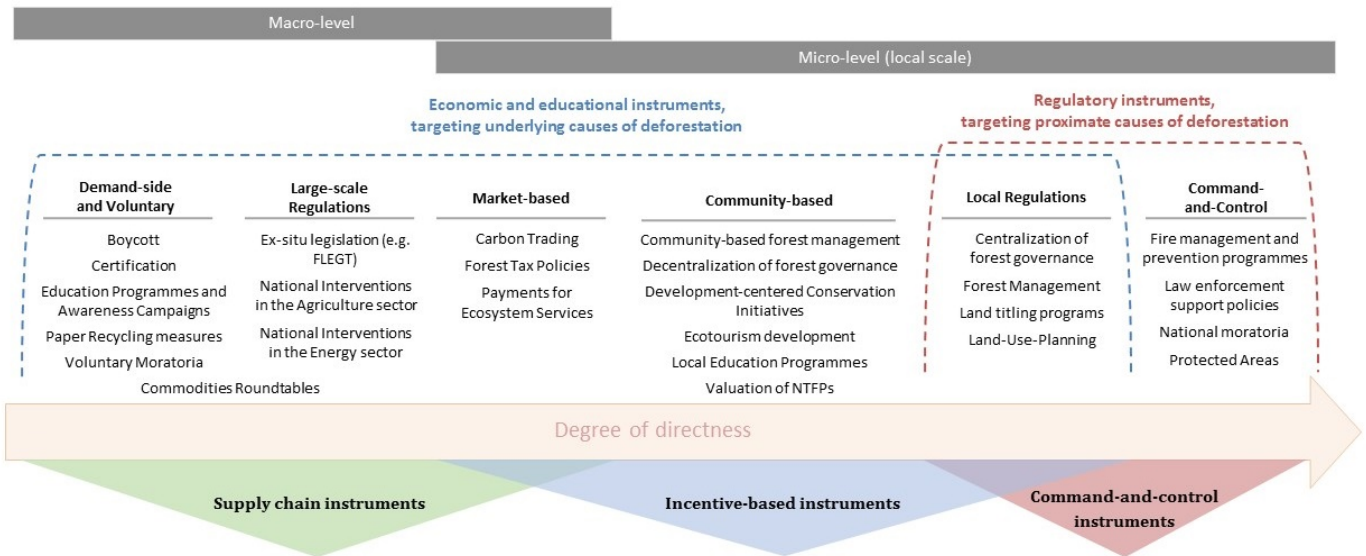 Macro-level
Micro-level (local scale)
Economic and educational instruments,
targeting underlying causes of deforestation
Regulatory instruments,
targeting proximate causes of deforestation
Demand-side
and Voluntary
Boycott
Certification
Education Programmes and
Awareness Campaigns
Paper Recycling measures
Voluntary Moratoria
Large-scale
Regulations
Ex-situ legislation (e.g.
FLEGT)
National Interventions
in the Agriculture sector
National Interventions
in the Energy sector
Commodities Roundtables
Market-based
Carbon Trading
Forest Tax Policies
Payments for
Ecosystem Services
Community-based
Community-based forest management
Decentralization of forest governance
Development-centered Conservation
Initiatives
Ecotourism development
Local Education Programmes
Valuation of NTFPs
Local Regulations
Centralization of
forest governance
Forest Management
Land titling programs
Land-Use-Planning
Command-
and-Control
Fire management and
prevention programmes
Law enforcement
support policies
National moratoria
Protected Areas
Degree of directness
Supply chain instruments
Incentive-based instruments
Command-and-control
instruments